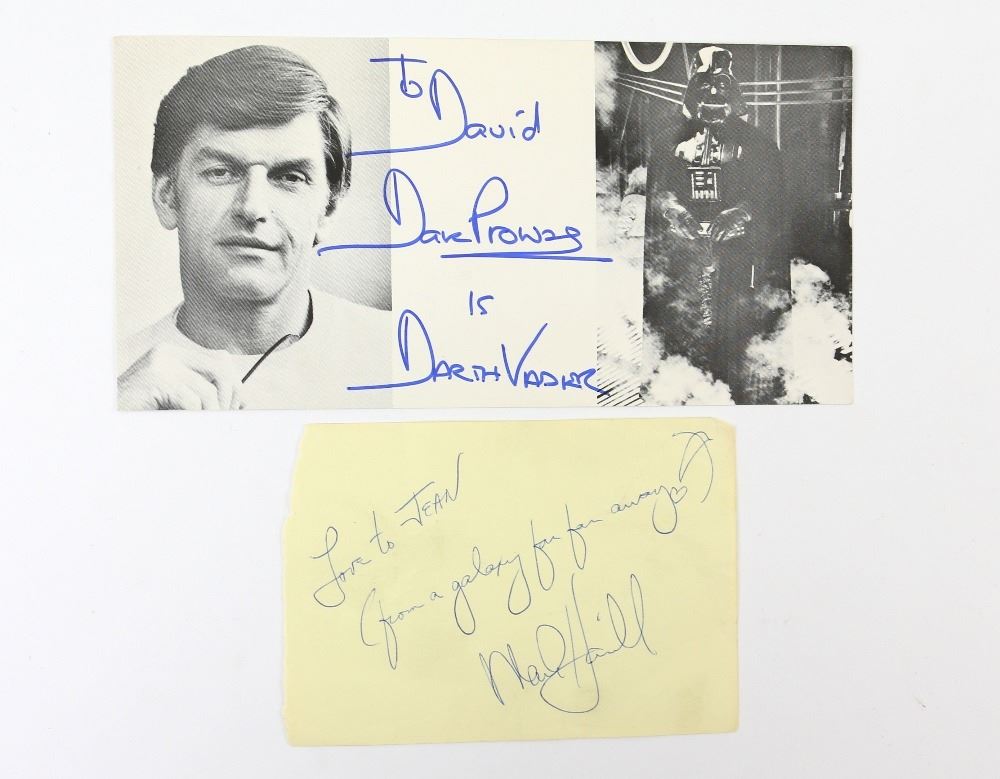 To
David
Dave Prowse
is
DARTH VADER
Love to JEAN
(from a galaxy far far away)
Mark Hamill